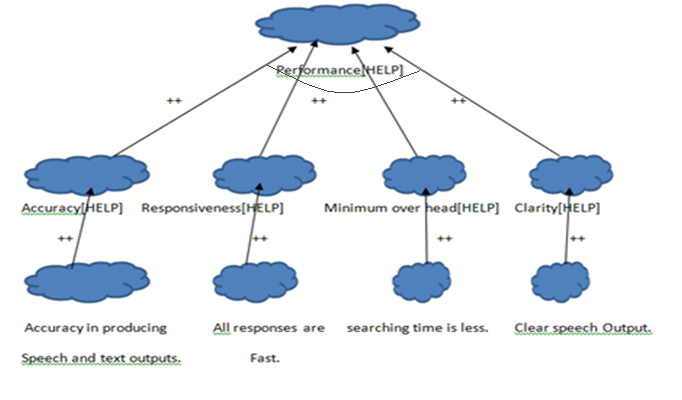 Performance[HELP]
++ ++ ++
Accuracy[HELP] Responsiveness[HELP] Minimum over head[HELP] Clarity[HELP]
++ ++ ++ ++
Accuracy in producing All responses are searching time is less. Clear speech Output.
Speech and text outputs. Fast.